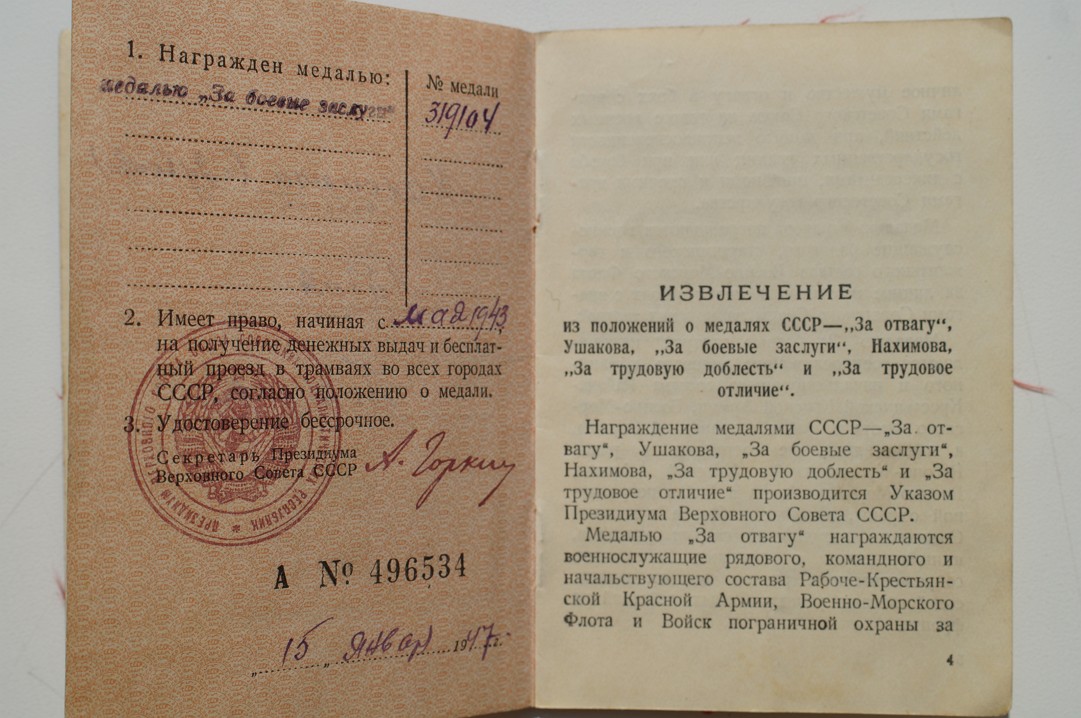 1. Награжден медалью:
№ медали
медалью „За боевые заслуги“
319104
2. Имеет право, начиная с май 1943
на получение денежных выдач и бесплат-
ный проезд в трамваях во всех городах
СССР, согласно положению о медали.
3. Удостоверение бессрочное.
Секретарь Президиума
Верховного Совета СССР
А. Горкин
А № 496534
„15„ январ 1947г.
ИЗВЛЕЧЕНИЕ
из положений о медалях СССР—„За отвагу“,
Ушакова, „За боевые заслуги“, Нахимова,
„За трудовую доблесть“ и „За трудовое
отличие“.
Награждение медалями СССР—„За от-
вагу“, Ушакова, „За боевые заслуги“,
Нахимова, „За трудовую доблесть“ и „За
трудовое отличие“ производится Указом
Президиума Верховного Совета СССР.
Медалью „За отвагу“ награждаются
военнослужащие рядового, командного и
начальствующего состава Рабоче-Крестьян-
ской Красной Армии, Военно-Морского
Флота и Войск пограничной охраны за
4